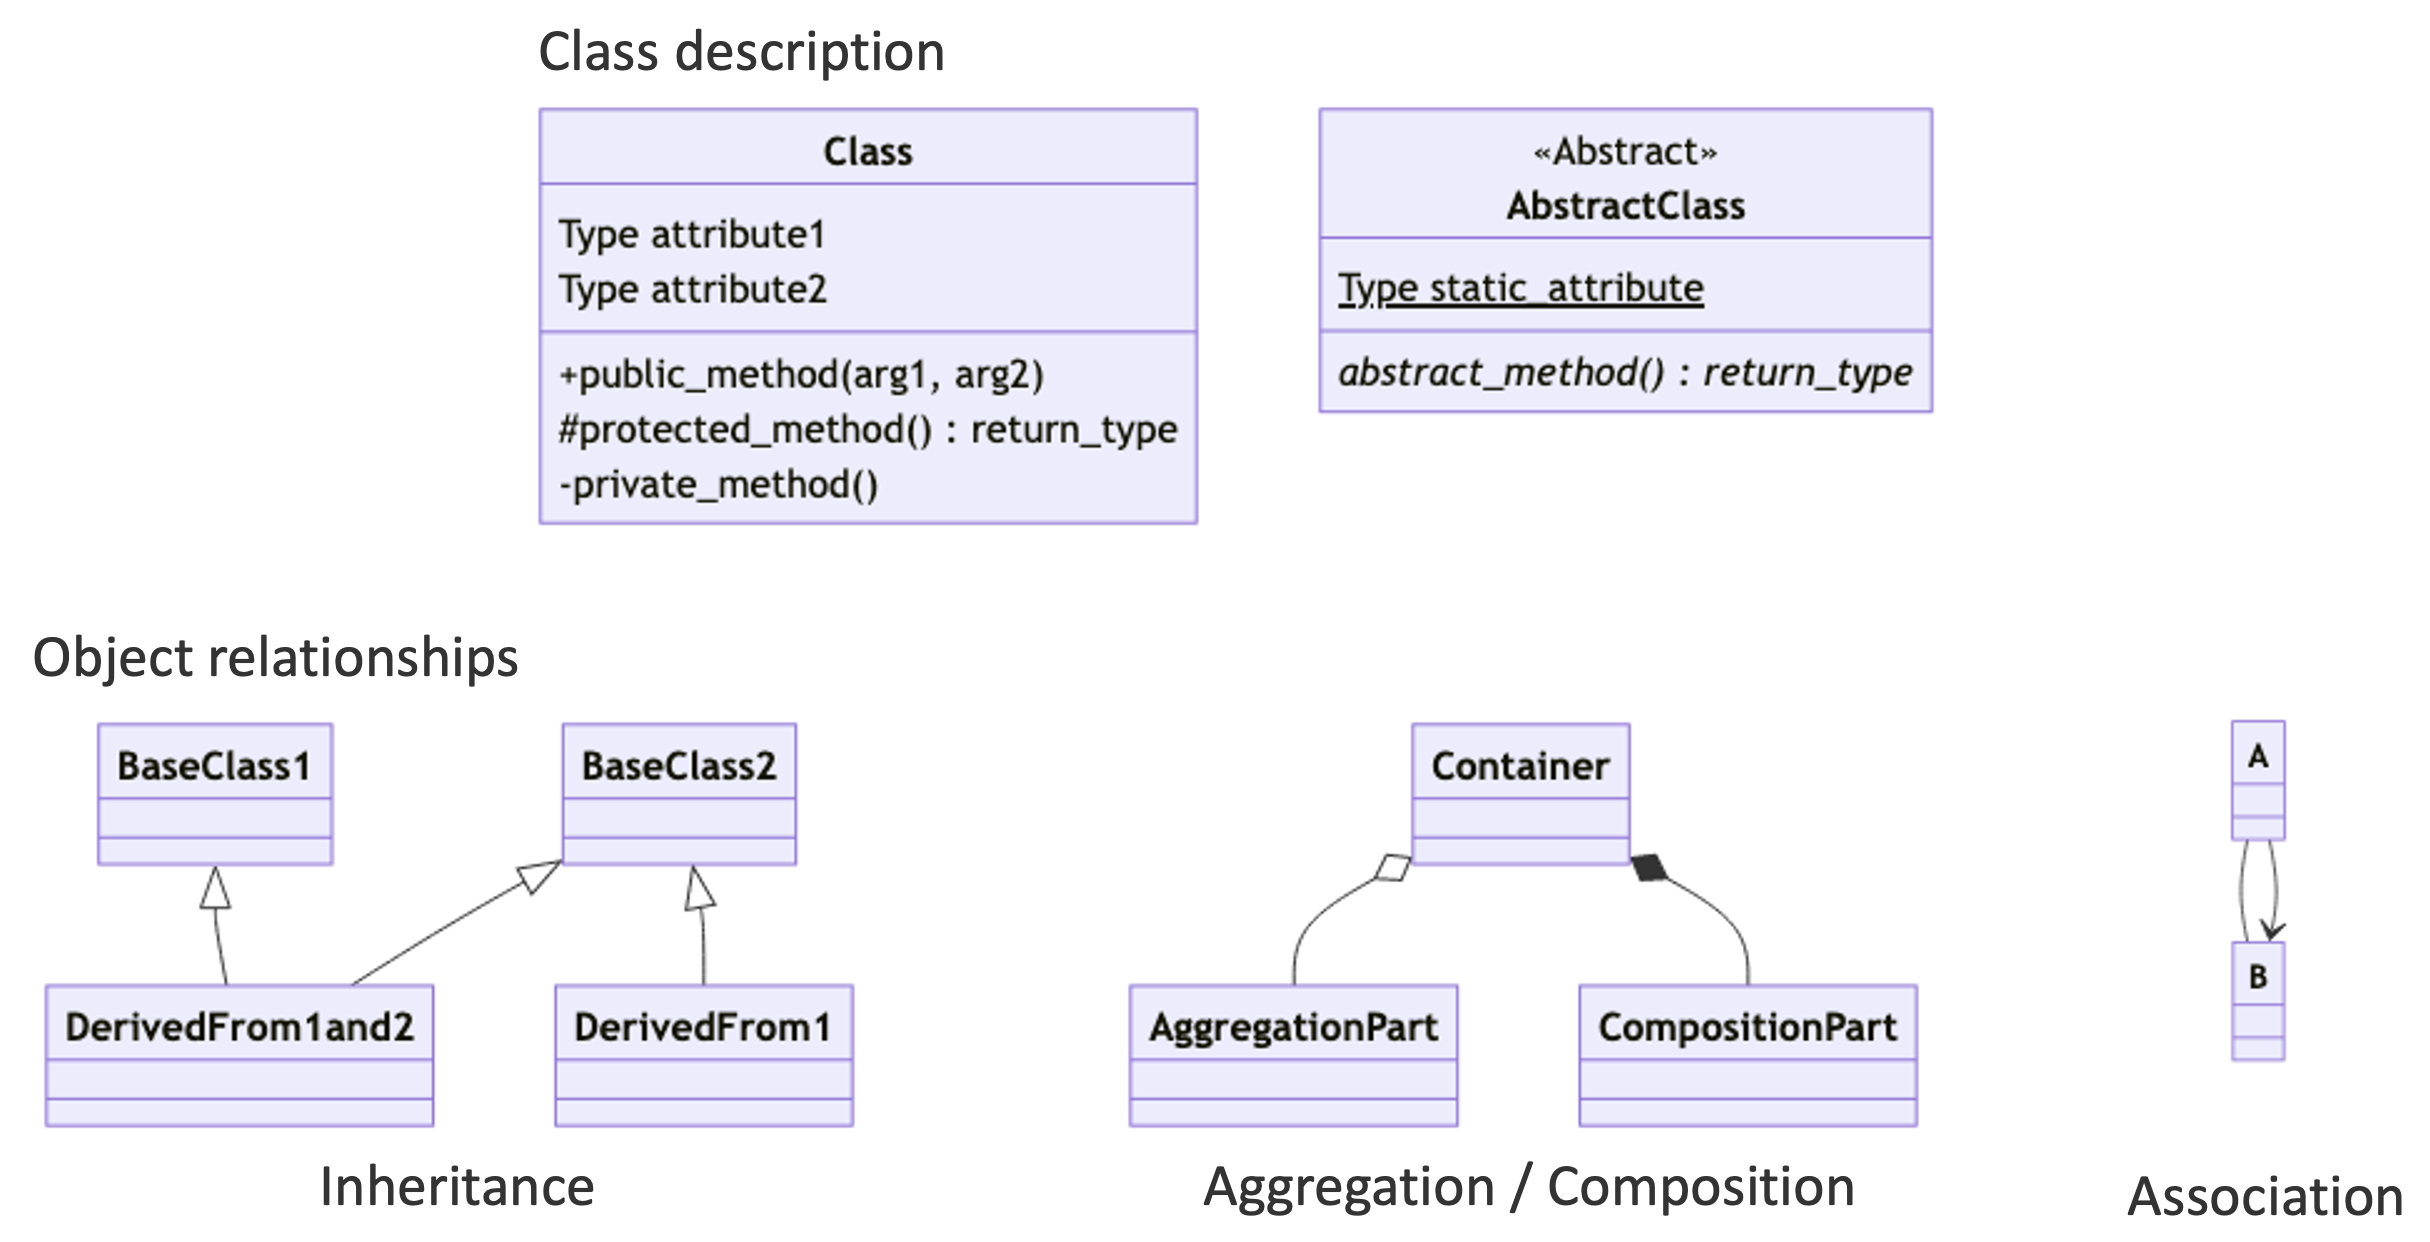 Class description
Class
Type attribute1
Type attribute2
+public_method(arg1, arg2)
#protected_method() : return_type
-private_method()
«Abstract»
AbstractClass
Type static_attribute
abstract_method() : return_type
Object relationships
BaseClass1
BaseClass2
DerivedFrom1and2
DerivedFrom1
Inheritance
Container
AggregationPart
CompositionPart
Aggregation / Composition
A
B
Association